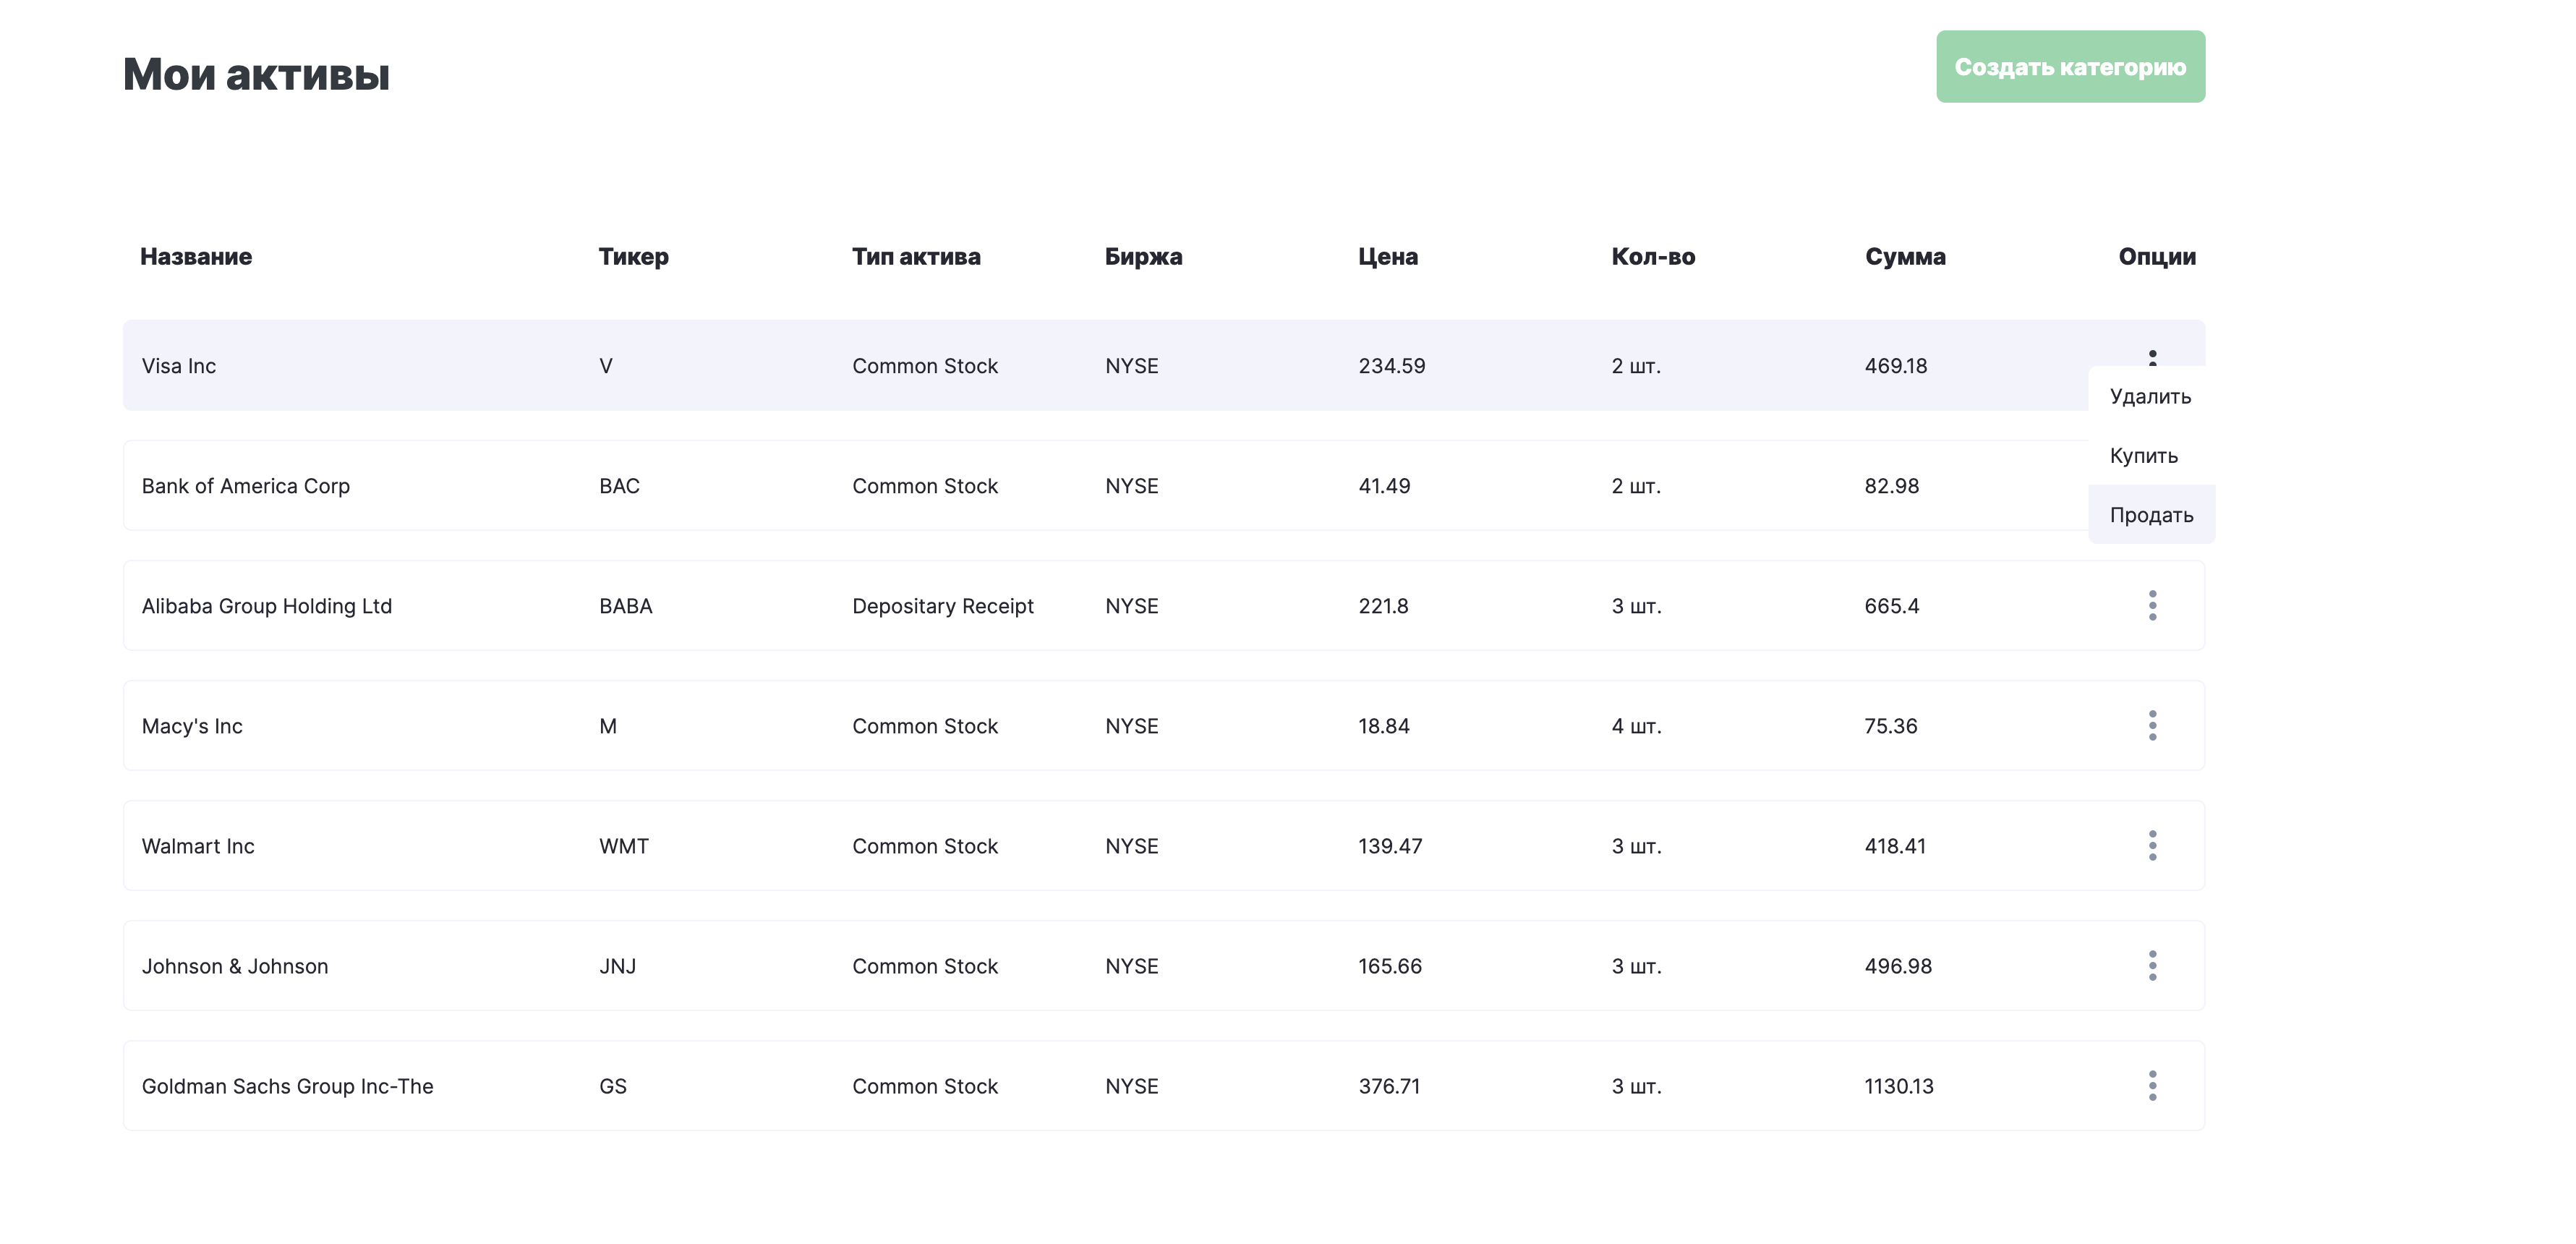 Мои активы
Создать категорию
Название Тикер Тип актива Биржа Цена Кол-во Сумма Опции
Visa Inc V Common Stock NYSE 234.59 2 шт. 469.18
Удалить
Купить
Bank of America Corp BAC Common Stock NYSE 41.49 2 шт. 82.98
Продать
Alibaba Group Holding Ltd BABA Depositary Receipt NYSE 221.8 3 шт. 665.4
Macy's Inc M Common Stock NYSE 18.84 4 шт. 75.36
Walmart Inc WMT Common Stock NYSE 139.47 3 шт. 418.41
Johnson & Johnson JNJ Common Stock NYSE 165.66 3 шт. 496.98
Goldman Sachs Group Inc-The GS Common Stock NYSE 376.71 3 шт. 1130.13